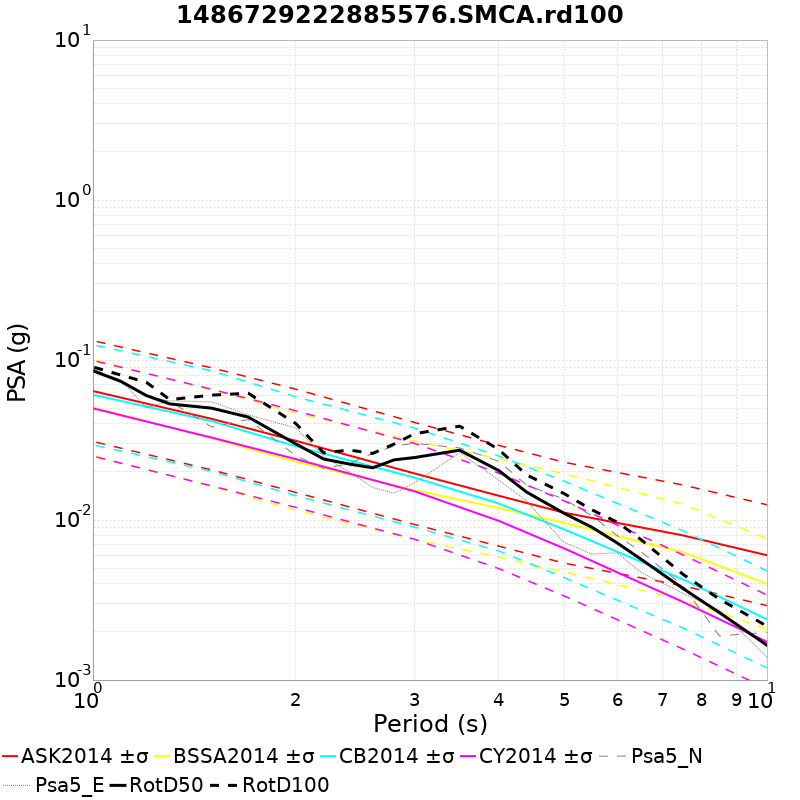 1486729222885576.SMCA.rd100
10^1
10^0
10^-1
10^-2
10^-3
PSA (g)
10^0 2 3 4 5 6 7 8 9 10^1
Period (s)
ASK2014 ±σ BSSA2014 ±σ CB2014 ±σ CY2014 ±σ Psa5_N
Psa5_E RotD50 RotD100